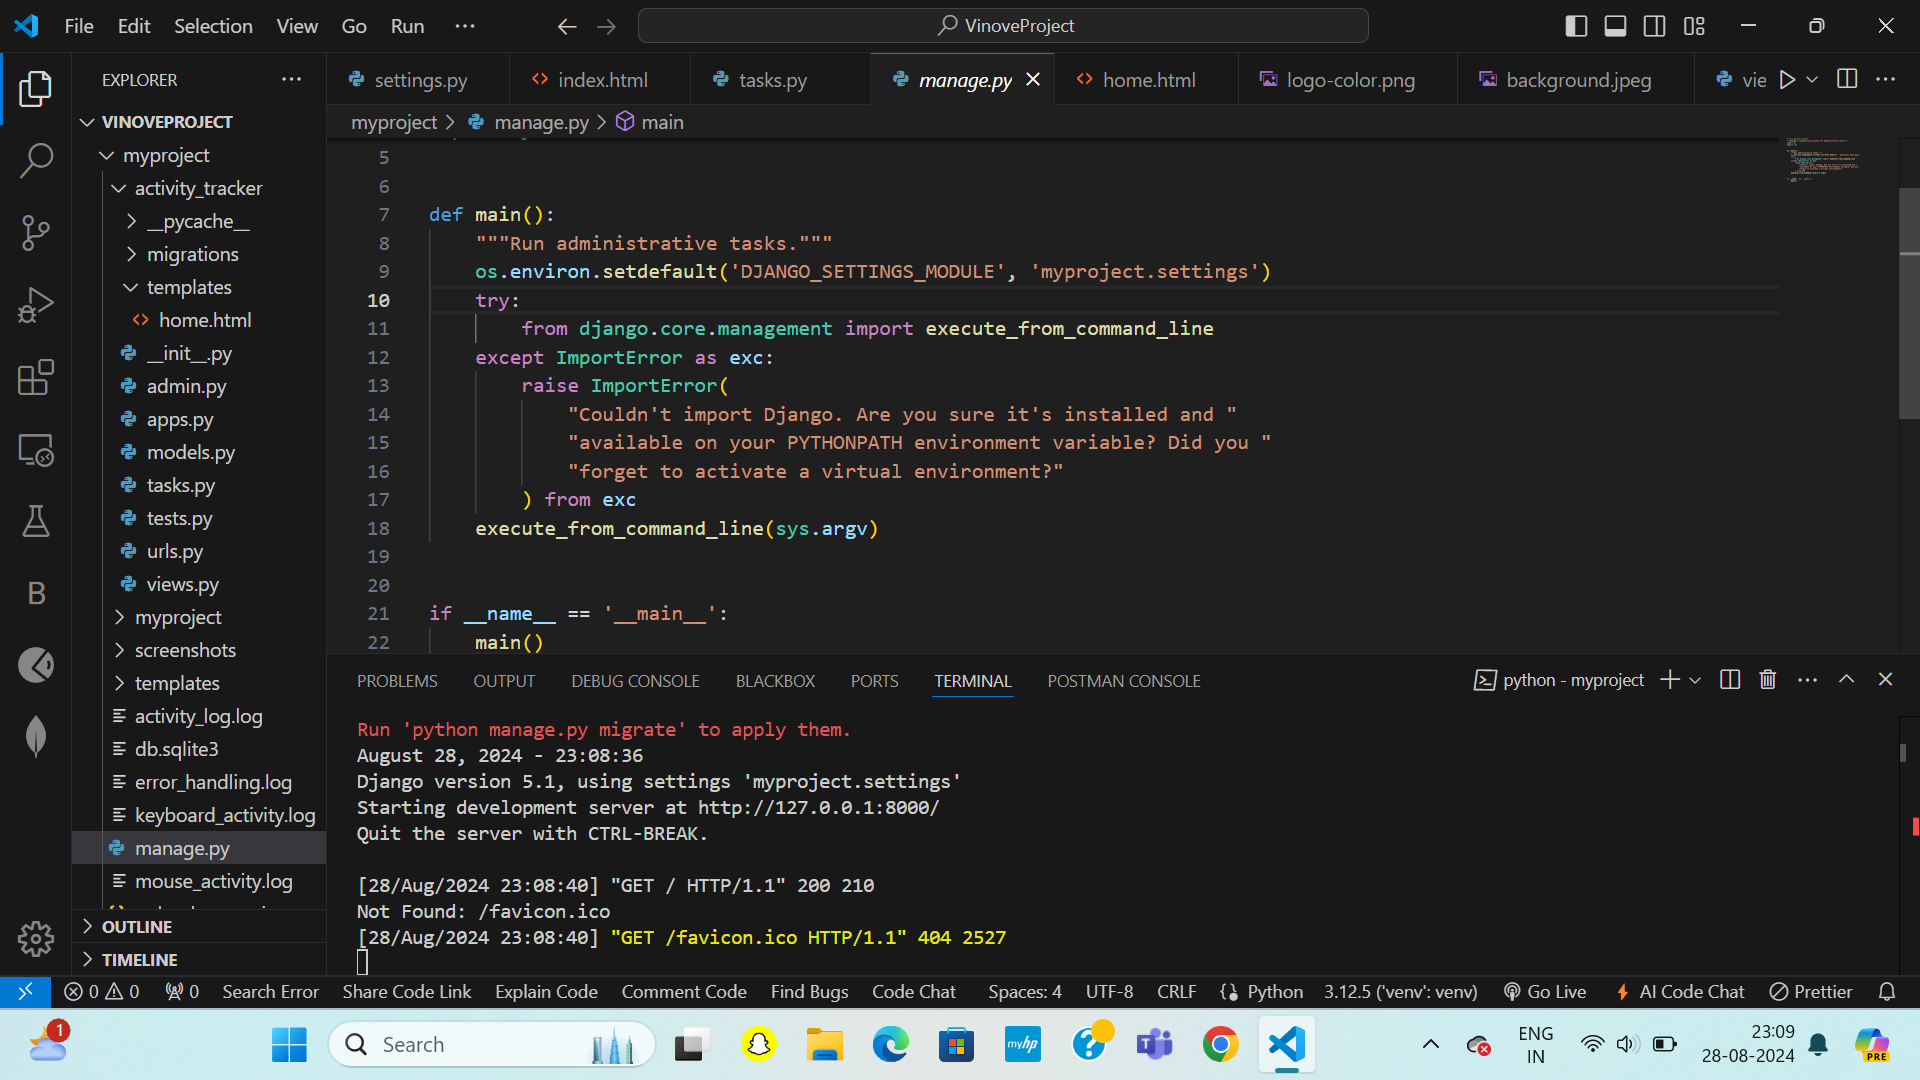 File Edit Selection View Go Run ··· VinoveProject
EXPLORER ···
settings.py index.html tasks.py manage.py home.html logo-color.png background.jpeg vie ···
VINOVEPROJECT
myproject > manage.py > main
myproject
activity_tracker
__pycache__
migrations
templates
home.html
__init__.py
admin.py
apps.py
models.py
tasks.py
tests.py
urls.py
views.py
myproject
screenshots
templates
activity_log.log
db.sqlite3
error_handling.log
keyboard_activity.log
manage.py
mouse_activity.log
OUTLINE
TIMELINE
5
6
7 def main():
8 """Run administrative tasks."""
9 os.environ.setdefault('DJANGO_SETTINGS_MODULE', 'myproject.settings')
10 try:
11 from django.core.management import execute_from_command_line
12 except ImportError as exc:
13 raise ImportError(
14 "Couldn't import Django. Are you sure it's installed and "
15 "available on your PYTHONPATH environment variable? Did you "
16 "forget to activate a virtual environment?"
17 ) from exc
18 execute_from_command_line(sys.argv)
19
20
21 if __name__ == '__main__':
22 main()
PROBLEMS OUTPUT DEBUG CONSOLE BLACKBOX PORTS TERMINAL POSTMAN CONSOLE python - myproject ···
Run 'python manage.py migrate' to apply them.
August 28, 2024 - 23:08:36
Django version 5.1, using settings 'myproject.settings'
Starting development server at http://127.0.0.1:8000/
Quit the server with CTRL-BREAK.
[28/Aug/2024 23:08:40] "GET / HTTP/1.1" 200 210
Not Found: /favicon.ico
[28/Aug/2024 23:08:40] "GET /favicon.ico HTTP/1.1" 404 2527
0 0 0 Search Error Share Code Link Explain Code Comment Code Find Bugs Code Chat Spaces: 4 UTF-8 CRLF Python 3.12.5 ('venv': venv) Go Live AI Code Chat Prettier
1 Search myhp ENG 23:09
IN 28-08-2024 PRE